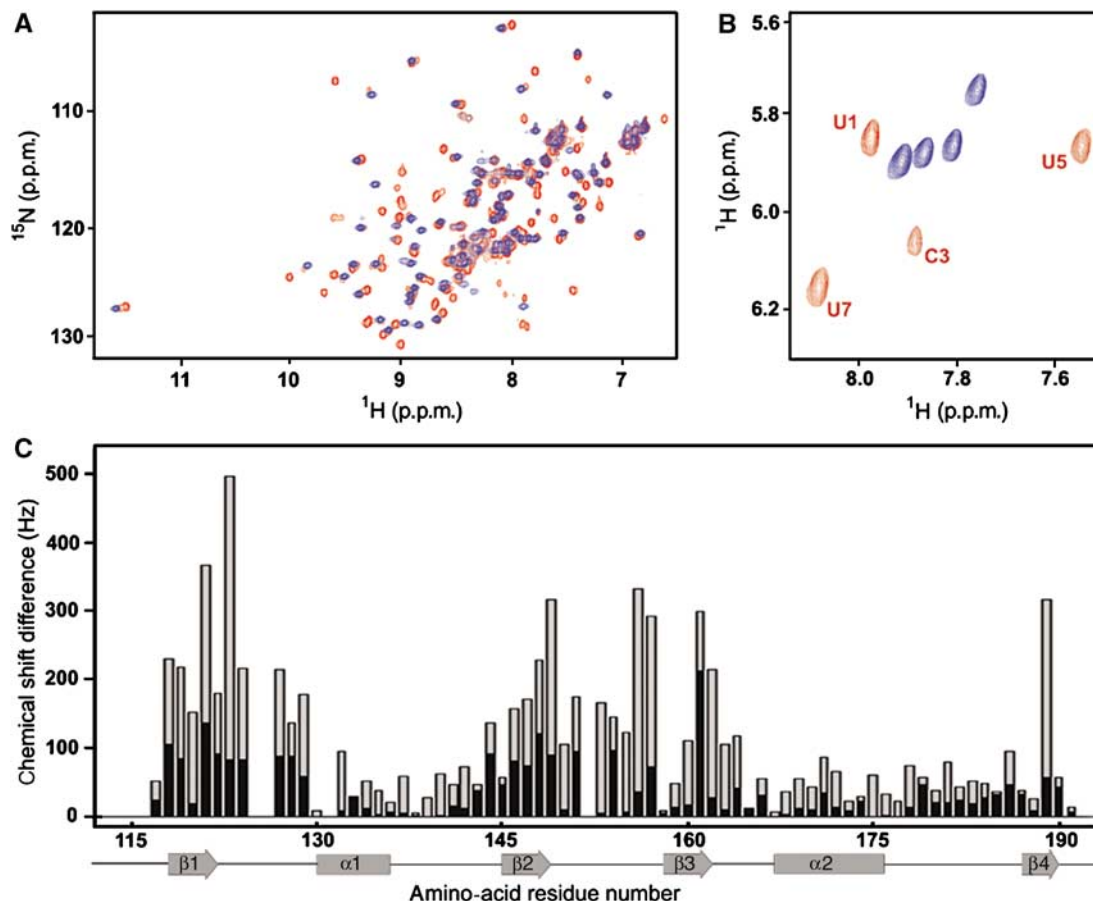 A
¹⁵N (p.p.m.)
110
120
130
11
10
9
8
7
¹H (p.p.m.)
B
¹H (p.p.m.)
5.6
5.8
6.0
6.2
U1
U5
C3
U7
8.0
7.8
7.6
¹H (p.p.m.)
C
Chemical shift difference (Hz)
500
400
300
200
100
0
115
130
145
160
175
190
β1
α1
β2
β3
α2
β4
Amino-acid residue number